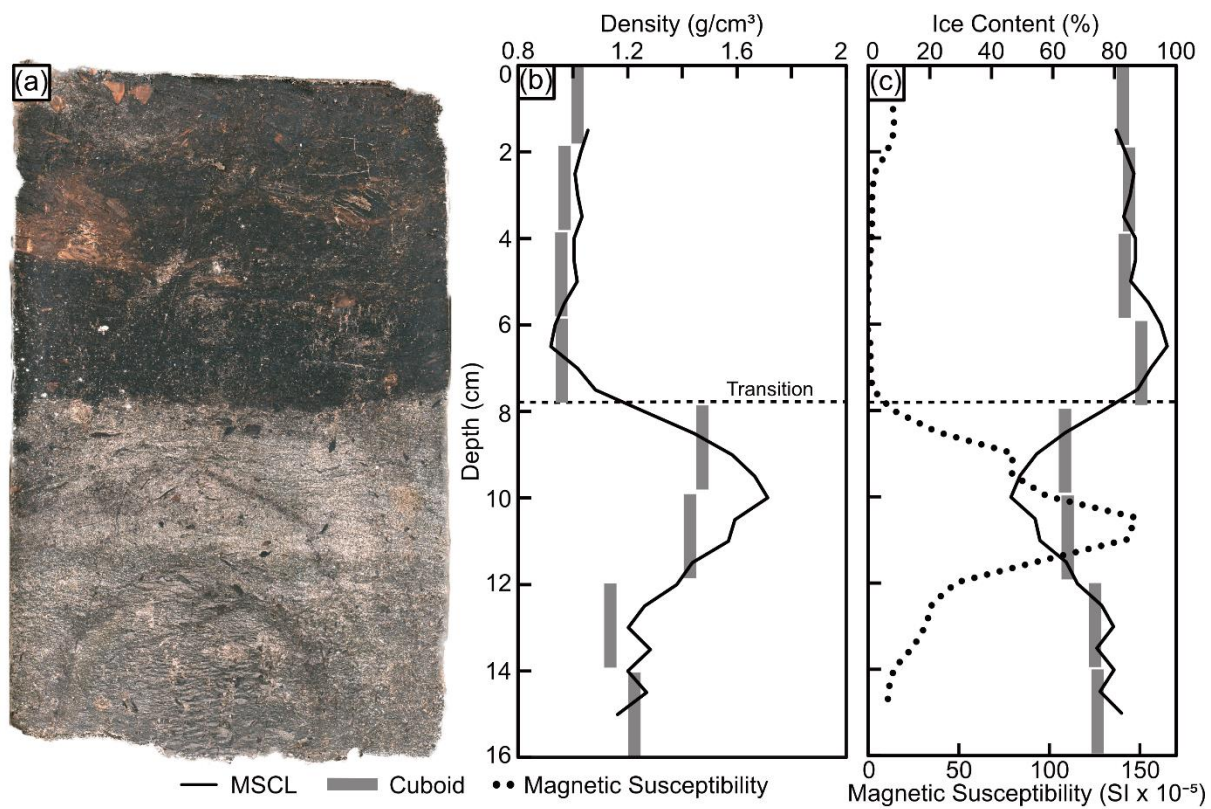 Density (g/cm³)
Ice Content (%)
0.8 1.2 1.6 2
0 20 40 60 80 100
(a)
(b)
(c)
0
2
4
6
8
10
12
14
16
Depth (cm)
Transition
0 50 100 150
Magnetic Susceptibility (SI x 10⁻⁵)
MSCL Cuboid Magnetic Susceptibility